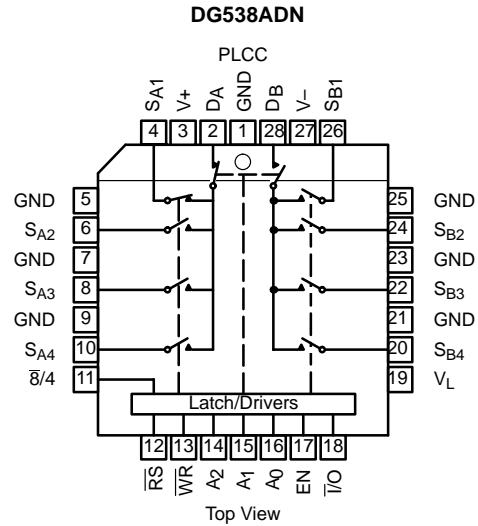 DG538ADN
PLCC
SA1 V+ DA GND DB V– SB1
4 3 2 1 28 27 26
GND 5 25 GND
SA2 6 24 SB2
GND 7 23 GND
SA3 8 22 SB3
GND 9 21 GND
SA4 10 20 SB4
8̅/4 11 19 VL
Latch/Drivers
12 13 14 15 16 17 18
R̅S̅ W̅R̅ A2 A1 A0 EN I̅/O
Top View